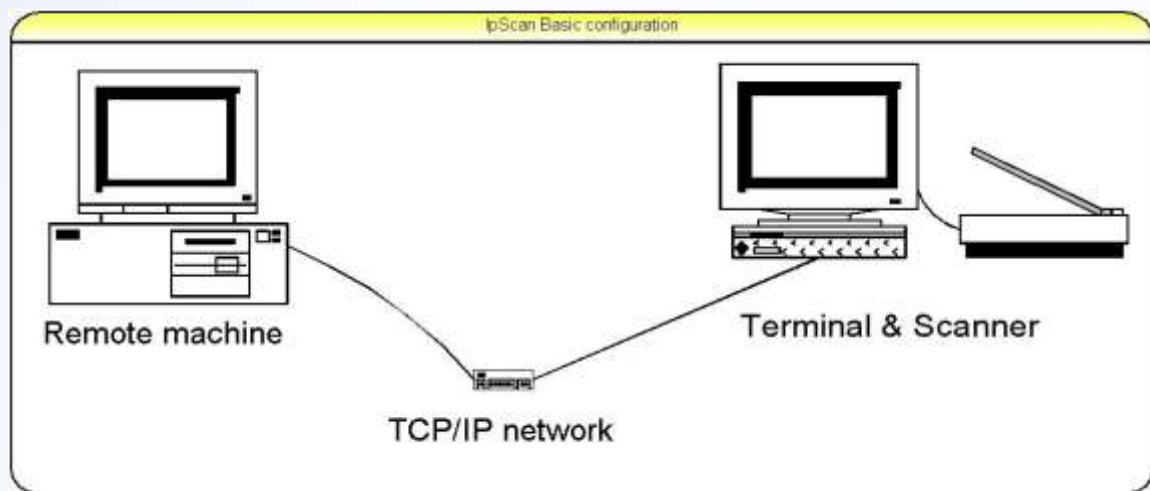 IpScan Basic configuration
Remote machine
Terminal & Scanner
TCP/IP network